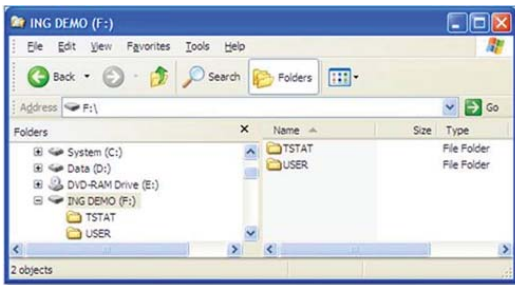 ING DEMO (F:)
File Edit View Favorites Tools Help
Back Search Folders
Address F:\ Go
Folders x Name Size Type
System (C:)
Data (D:)
DVD-RAM Drive (E:)
ING DEMO (F:)
TSTAT
USER
TSTAT File Folder
USER File Folder
2 objects